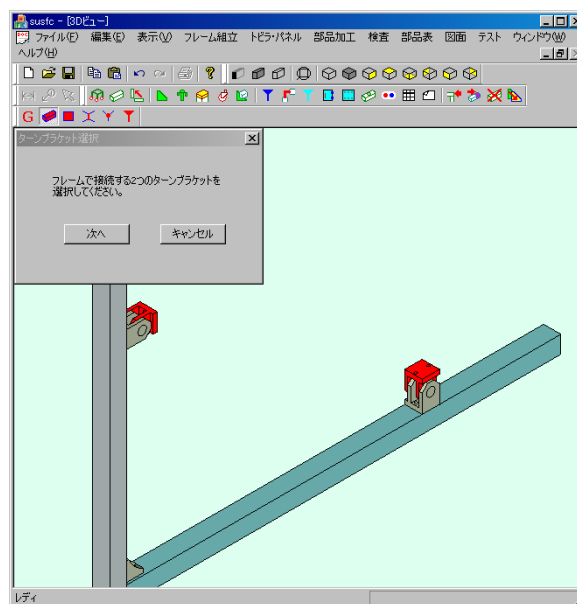 susfc - [3Dビュー]
ファイル(F) 編集(E) 表示(V) フレーム組立 トビラ・パネル 部品加工 検査 部品表 図面 テスト ウィンドウ(W)
ヘルプ(H)
G
ターンブラケット選択
フレームで接続する2つのターンブラケットを
選択してください。
次へ キャンセル
レディ